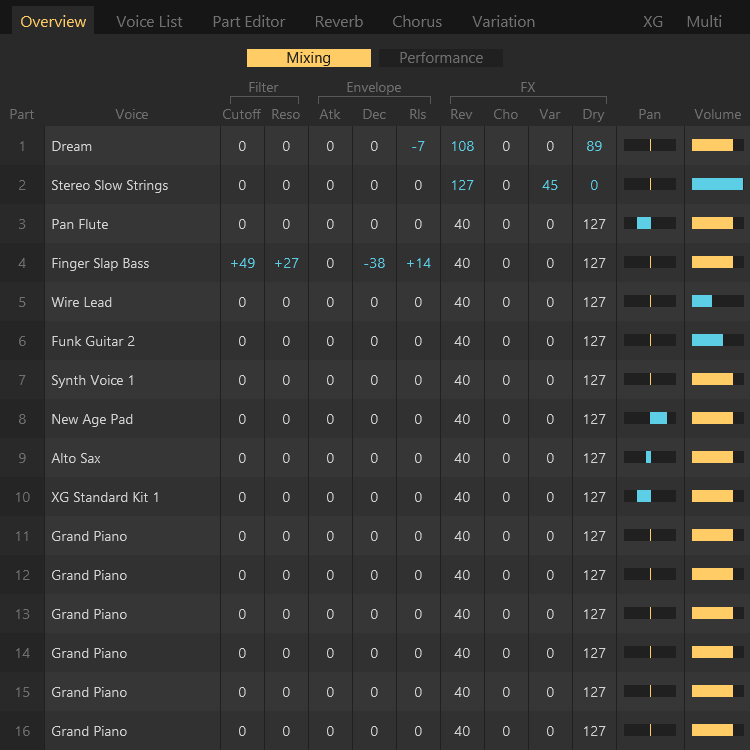 Overview Voice List Part Editor Reverb Chorus Variation XG Multi
Mixing Performance
Filter Envelope FX
Part Voice Cutoff Reso Atk Dec Rls Rev Cho Var Dry Pan Volume
1 Dream 0 0 0 0 -7 108 0 0 89
2 Stereo Slow Strings 0 0 0 0 0 127 0 45 0
3 Pan Flute 0 0 0 0 0 40 0 0 127
4 Finger Slap Bass +49 +27 0 -38 +14 40 0 0 127
5 Wire Lead 0 0 0 0 0 40 0 0 127
6 Funk Guitar 2 0 0 0 0 0 40 0 0 127
7 Synth Voice 1 0 0 0 0 0 40 0 0 127
8 New Age Pad 0 0 0 0 0 40 0 0 127
9 Alto Sax 0 0 0 0 0 40 0 0 127
10 XG Standard Kit 1 0 0 0 0 0 40 0 0 127
11 Grand Piano 0 0 0 0 0 40 0 0 127
12 Grand Piano 0 0 0 0 0 40 0 0 127
13 Grand Piano 0 0 0 0 0 40 0 0 127
14 Grand Piano 0 0 0 0 0 40 0 0 127
15 Grand Piano 0 0 0 0 0 40 0 0 127
16 Grand Piano 0 0 0 0 0 40 0 0 127